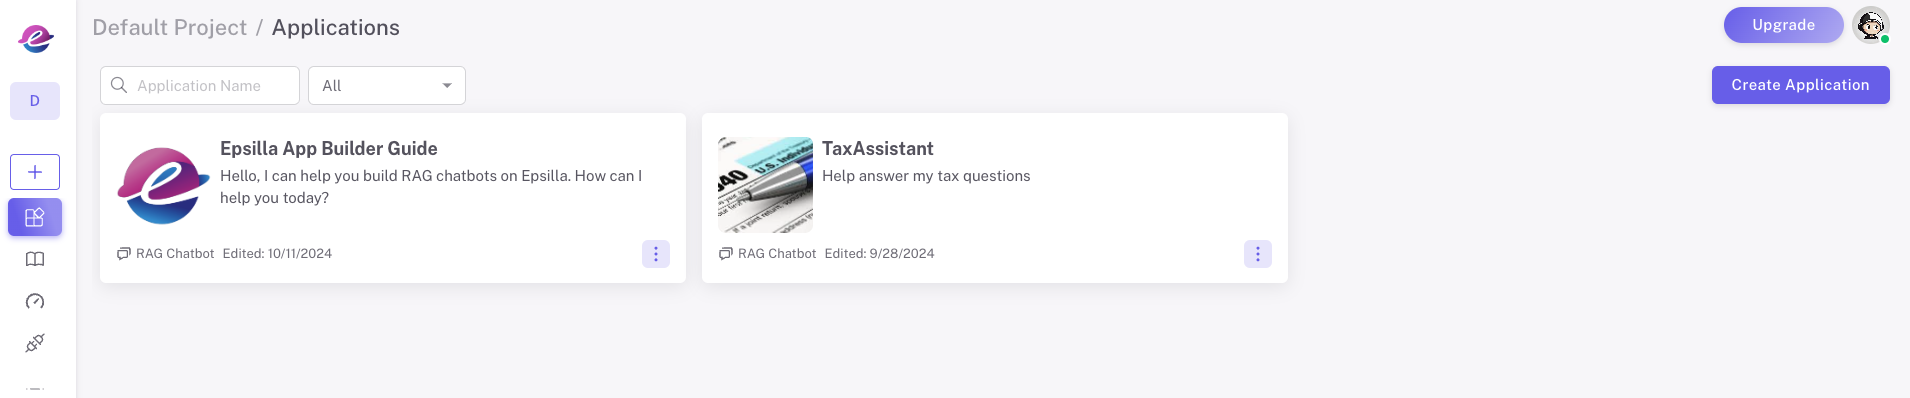 Default Project / Applications
Upgrade
Application Name
All
Create Application
D
Epsilla App Builder Guide
Hello, I can help you build RAG chatbots on Epsilla. How can I
help you today?
RAG Chatbot Edited: 10/11/2024
TaxAssistant
Help answer my tax questions
U.S. Individu
RAG Chatbot Edited: 9/28/2024